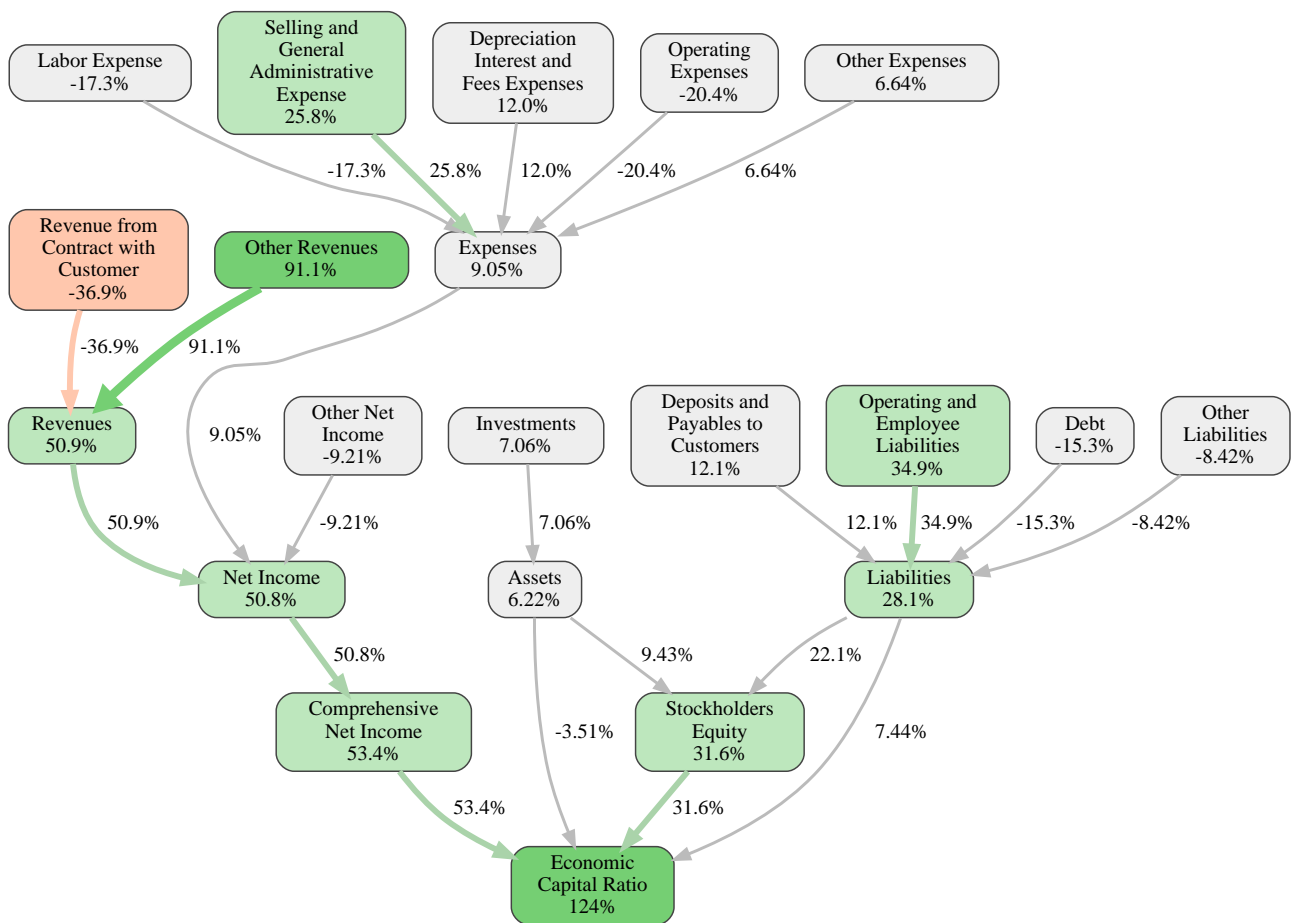 Labor Expense
-17.3%
Selling and
General
Administrative
Expense
25.8%
Depreciation
Interest and
Fees Expenses
12.0%
Operating
Expenses
-20.4%
Other Expenses
6.64%
-17.3%
25.8%
12.0%
-20.4%
6.64%
Revenue from
Contract with
Customer
-36.9%
Other Revenues
91.1%
Expenses
9.05%
-36.9%
91.1%
Revenues
50.9%
9.05%
Other Net
Income
-9.21%
Investments
7.06%
Deposits and
Payables to
Customers
12.1%
Operating and
Employee
Liabilities
34.9%
Debt
-15.3%
Other
Liabilities
-8.42%
50.9%
-9.21%
7.06%
12.1%
34.9%
-15.3%
-8.42%
Net Income
50.8%
Assets
6.22%
Liabilities
28.1%
50.8%
9.43%
22.1%
Comprehensive
Net Income
53.4%
-3.51%
Stockholders
Equity
31.6%
7.44%
53.4%
31.6%
Economic
Capital Ratio
124%